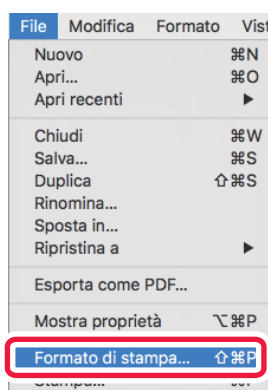 File Modifica Formato
Nuovo ⌘N
Apri... ⌘O
Apri recenti ▶
Chiudi ⌘W
Salva... ⌘S
Duplica ⇧⌘S
Rinomina...
Sposta in...
Ripristina a ▶
Esporta come PDF...
Mostra proprietà ⌥⌘P
Formato di stampa... ⇧⌘P